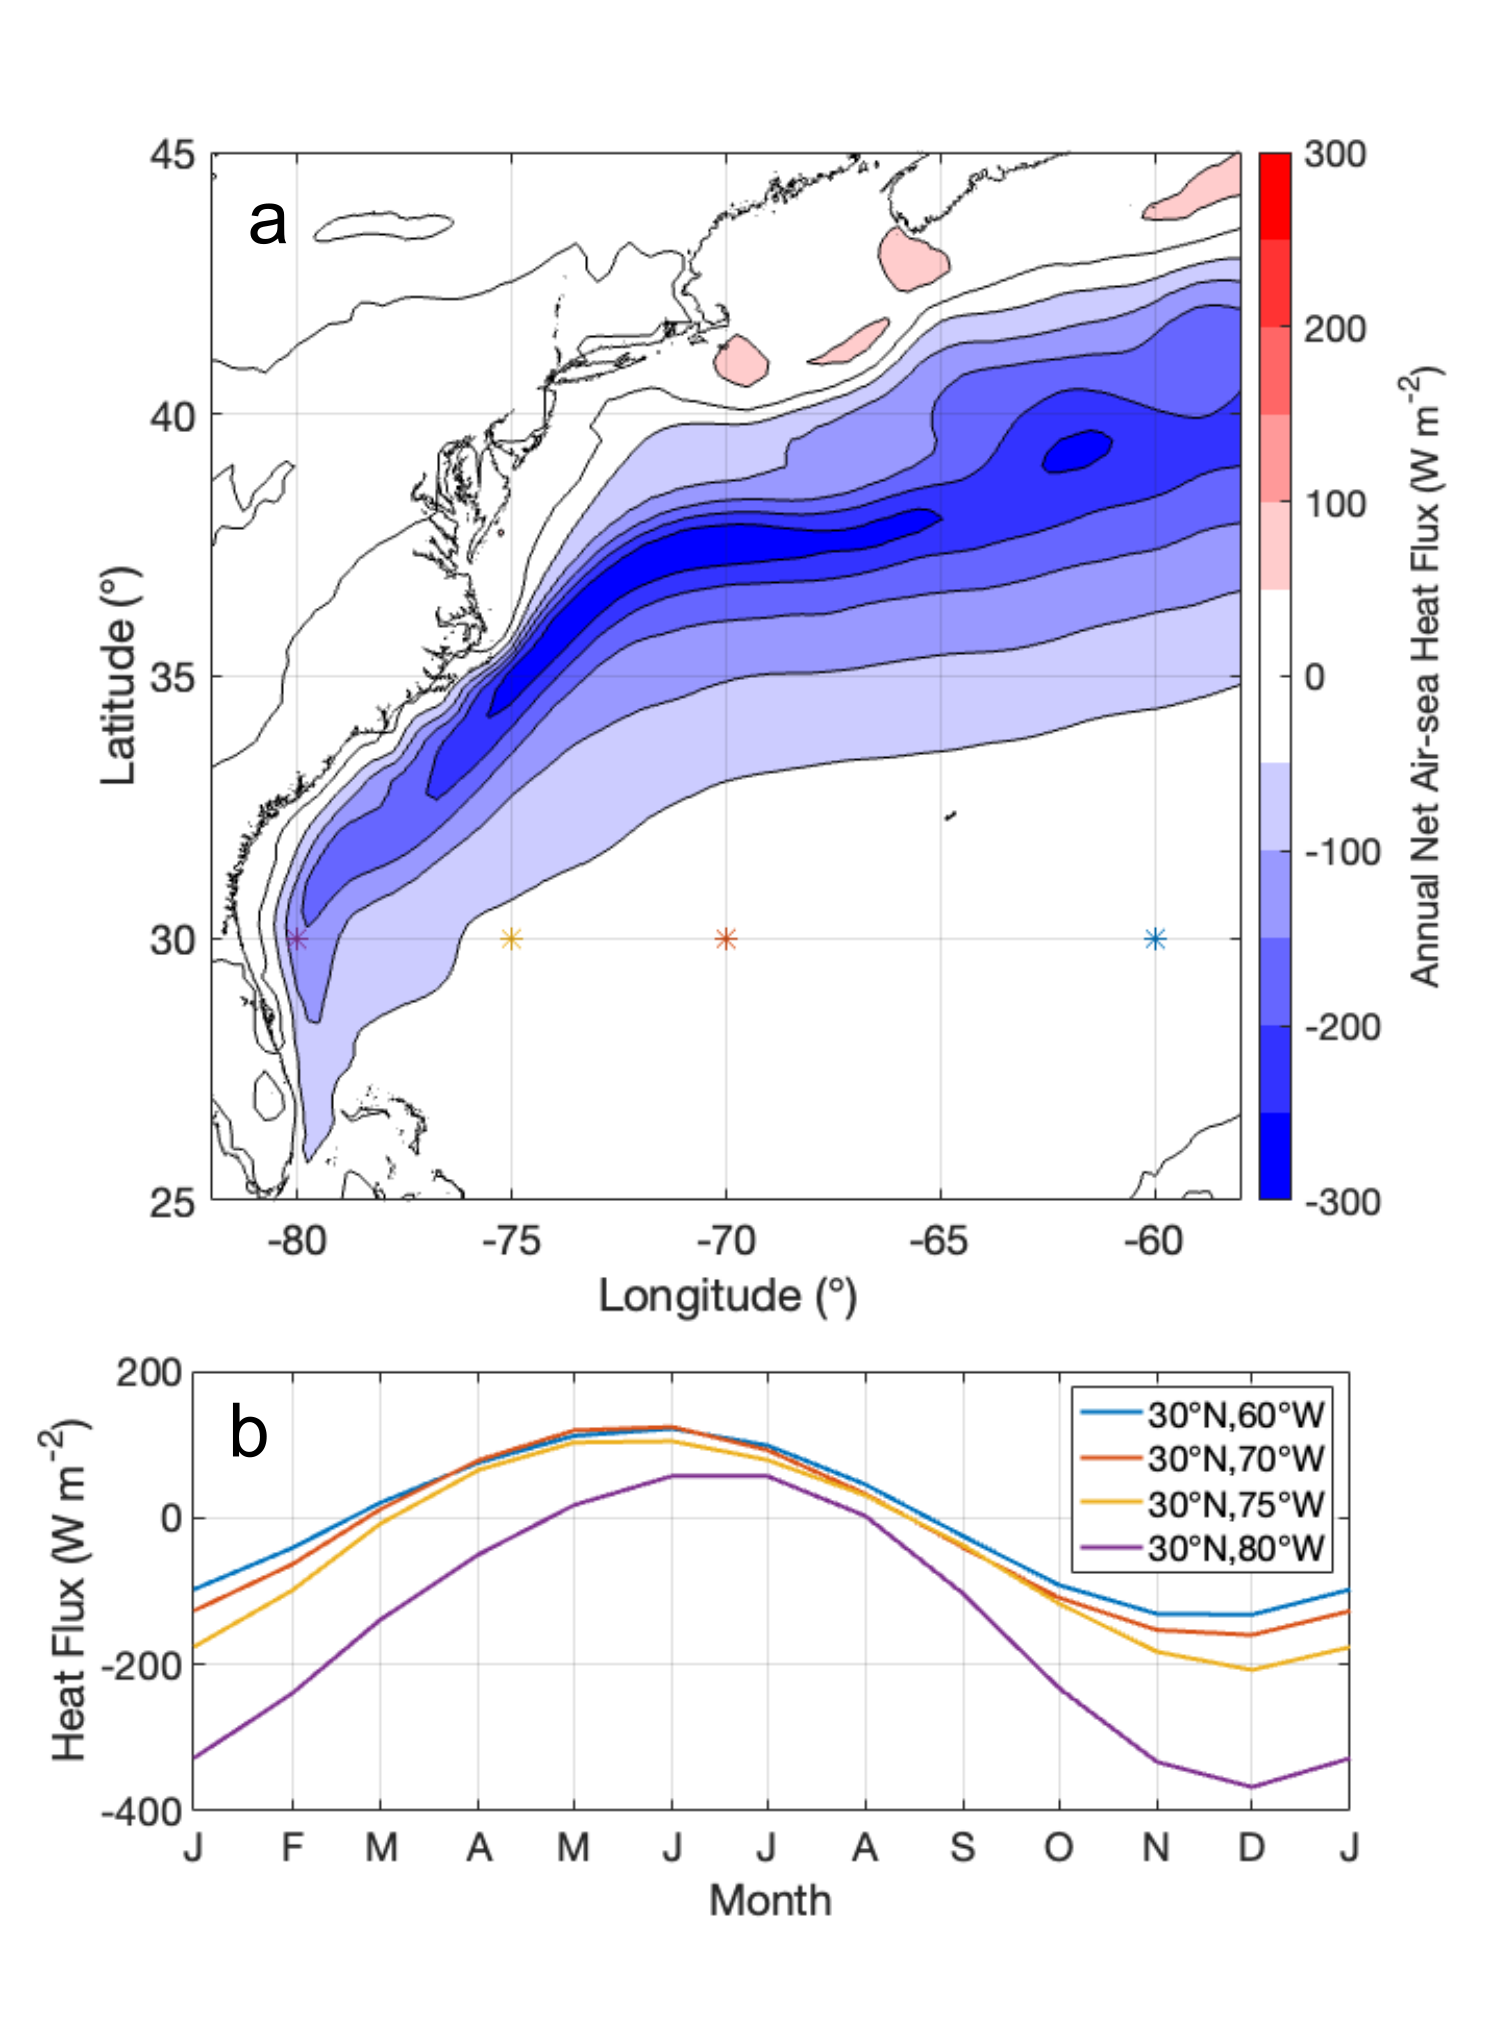 a
45
40
35
30
25
Latitude (°)
-80 -75 -70 -65 -60
Longitude (°)
300
200
100
0
-100
-200
-300
Annual Net Air-sea Heat Flux (W m-2)
b
200
0
-200
-400
Heat Flux (W m-2)
30°N,60°W
30°N,70°W
30°N,75°W
30°N,80°W
J F M A M J J A S O N D J
Month